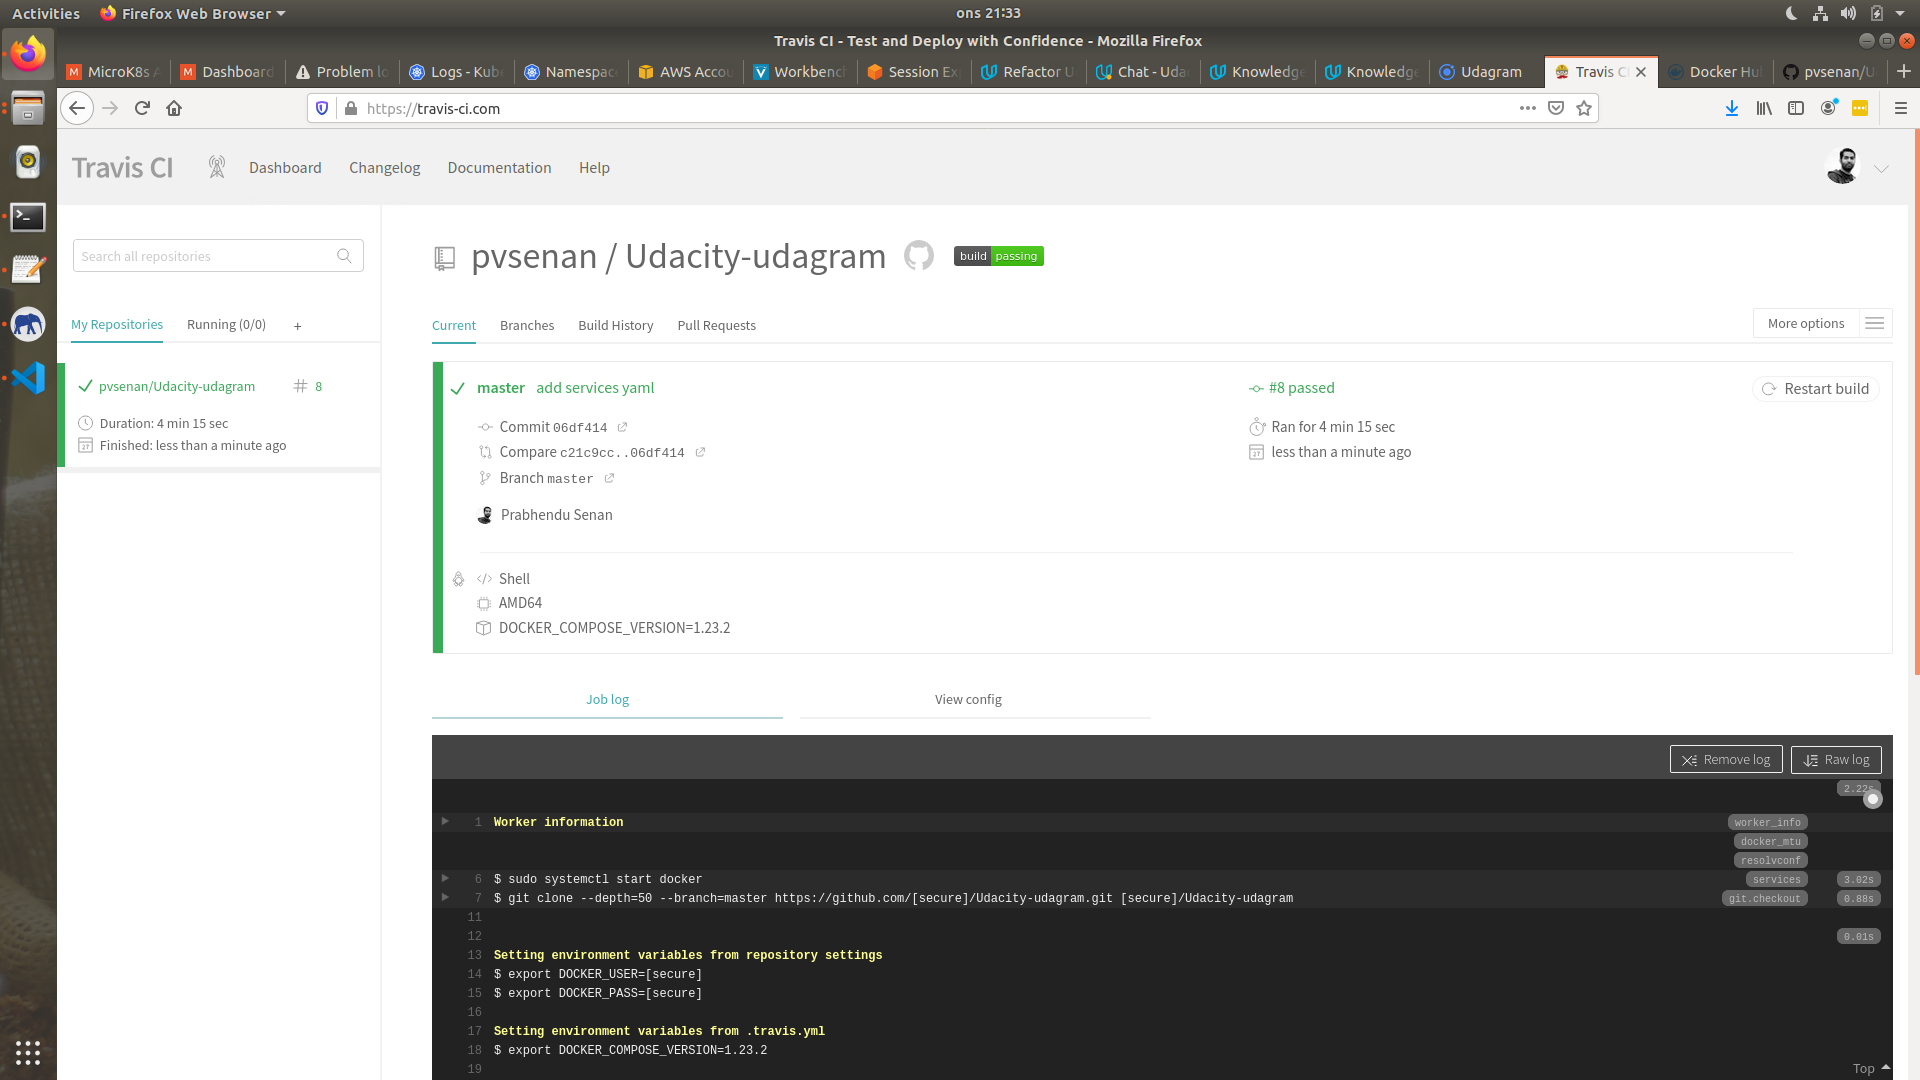 Activities
Firefox Web Browser
ons 21:33
Travis CI - Test and Deploy with Confidence - Mozilla Firefox
MicroK8s
Dashboard
Problem lo
Logs - Kube
Namespac
AWS Accou
Workbenc
Session Ex
Refactor U
Chat - Uda
Knowledge
Knowledge
Udagram
Travis C
Docker Hu
pvsenan/U
https://travis-ci.com
Travis CI
Dashboard
Changelog
Documentation
Help
Search all repositories
My Repositories
Running (0/0)
+
pvsenan/Udacity-udagram
# 8
Duration: 4 min 15 sec
Finished: less than a minute ago
pvsenan / Udacity-udagram
build passing
Current
Branches
Build History
Pull Requests
More options
master add services yaml
#8 passed
Restart build
Commit 06df414
Ran for 4 min 15 sec
Compare c21c9cc..06df414
less than a minute ago
Branch master
Prabhendu Senan
</> Shell
AMD64
DOCKER_COMPOSE_VERSION=1.23.2
Job log
View config
Remove log
Raw log
2.22s
1 Worker information
worker_info
docker_mtu
resolvconf
6 $ sudo systemctl start docker
services
3.02s
7 $ git clone --depth=50 --branch=master https://github.com/[secure]/Udacity-udagram.git [secure]/Udacity-udagram
git.checkout
0.88s
11
12
0.01s
13 Setting environment variables from repository settings
14 $ export DOCKER_USER=[secure]
15 $ export DOCKER_PASS=[secure]
16
17 Setting environment variables from .travis.yml
18 $ export DOCKER_COMPOSE_VERSION=1.23.2
19
Top